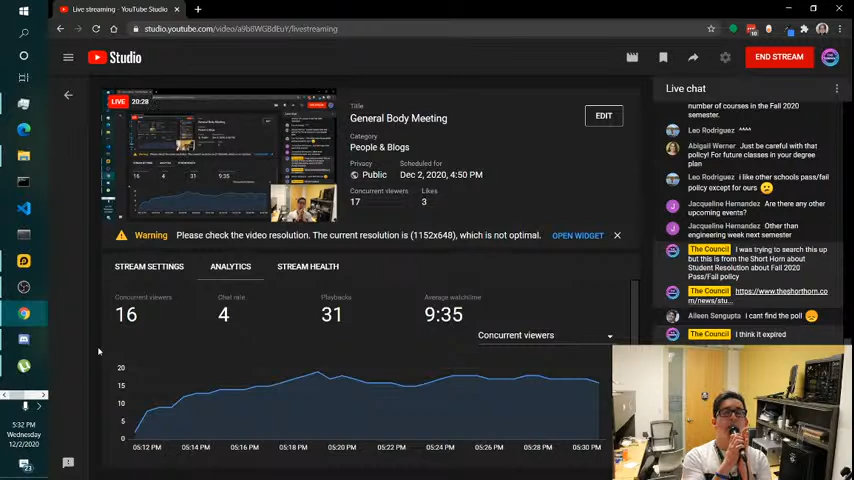 Live streaming - YouTube Studio
studio.youtube.com/video/a9b8WGBdEuY/livestreaming
Studio
END STREAM
LIVE 20:28
Title
General Body Meeting
EDIT
Category
People & Blogs
Privacy
Scheduled for
Public
Dec 2, 2020, 4:50 PM
Concurrent viewers
Likes
17
3
Warning Please check the video resolution. The current resolution is (1152x648), which is not optimal.
OPEN WIDGET
STREAM SETTINGS
ANALYTICS
STREAM HEALTH
Concurrent viewers
Chat rate
Playbacks
Average watchtime
16
4
31
9:35
Concurrent viewers
20
15
10
5
0
05:12 PM 05:14 PM 05:16 PM 05:18 PM 05:20 PM 05:22 PM 05:24 PM 05:26 PM 05:28 PM 05:30 PM
Live chat
number of courses in the Fall 2020
semester.
Leo Rodriguez ^^^^
Abigail Werner Just be careful with that
policy! For future classes in your degree
plan
Leo Rodriguez i like other schools pass/fail
policy except for ours
Jacqueline Hernandez Are there any other
upcoming events?
Jacqueline Hernandez Other than
engineering week next semester
The Council I was trying to search this up
but this is from the Short Horn about
Student Resolution about Fall 2020
Pass/Fail policy
The Council https://www.theshorthorn.co
m/news/stu...
Aileen Sengupta i cant find the poll
The Council I think it expired
5:32 PM
Wednesday
12/2/2020
23